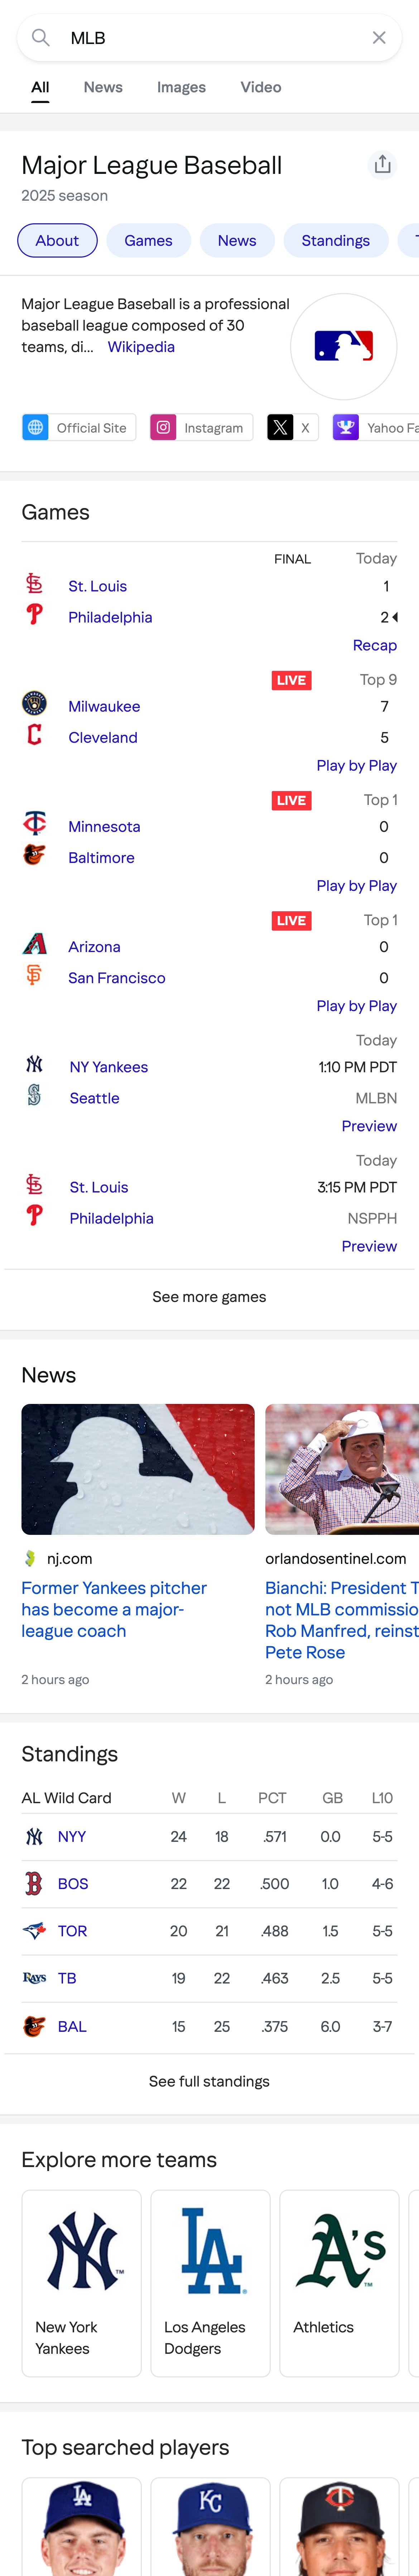 MLB
All News Images Video
Major League Baseball
2025 season
About Games News Standings
Major League Baseball is a professional
baseball league composed of 30
teams, di... Wikipedia
Official Site Instagram X Yahoo Fa
Games
FINAL Today
St. Louis 1
Philadelphia 2
Recap
LIVE Top 9
Milwaukee 7
Cleveland 5
Play by Play
LIVE Top 1
Minnesota 0
Baltimore 0
Play by Play
LIVE Top 1
Arizona 0
San Francisco 0
Play by Play
Today
NY Yankees 1:10 PM PDT
Seattle MLBN
Preview
Today
St. Louis 3:15 PM PDT
Philadelphia NSPPH
Preview
See more games
News
nj.com
Former Yankees pitcher
has become a major-
league coach
2 hours ago
orlandosentinel.com
Bianchi: President T
not MLB commissio
Rob Manfred, reinst
Pete Rose
2 hours ago
Standings
AL Wild Card W L PCT GB L10
NYY 24 18 .571 0.0 5-5
BOS 22 22 .500 1.0 4-6
TOR 20 21 .488 1.5 5-5
RAYS TB 19 22 .463 2.5 5-5
BAL 15 25 .375 6.0 3-7
See full standings
Explore more teams
NY LA A's
New York
Yankees
Los Angeles
Dodgers
Athletics
Top searched players
LA KC TC